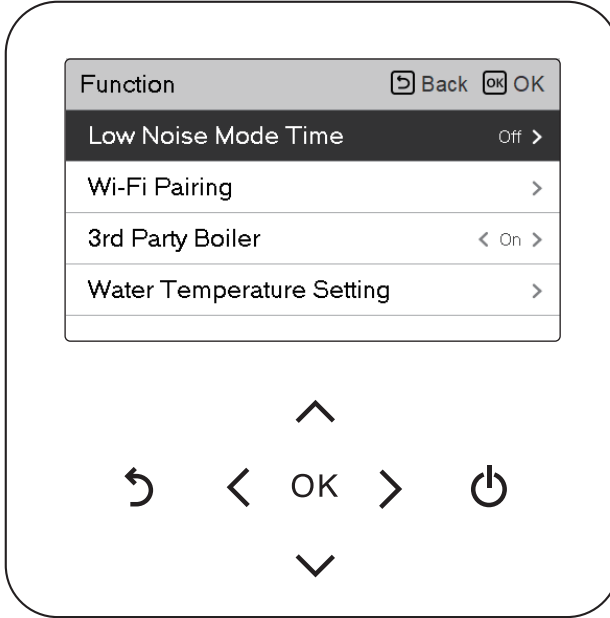 Function Back OK OK
Low Noise Mode Time Off >
Wi-Fi Pairing >
3rd Party Boiler < On >
Water Temperature Setting >
OK